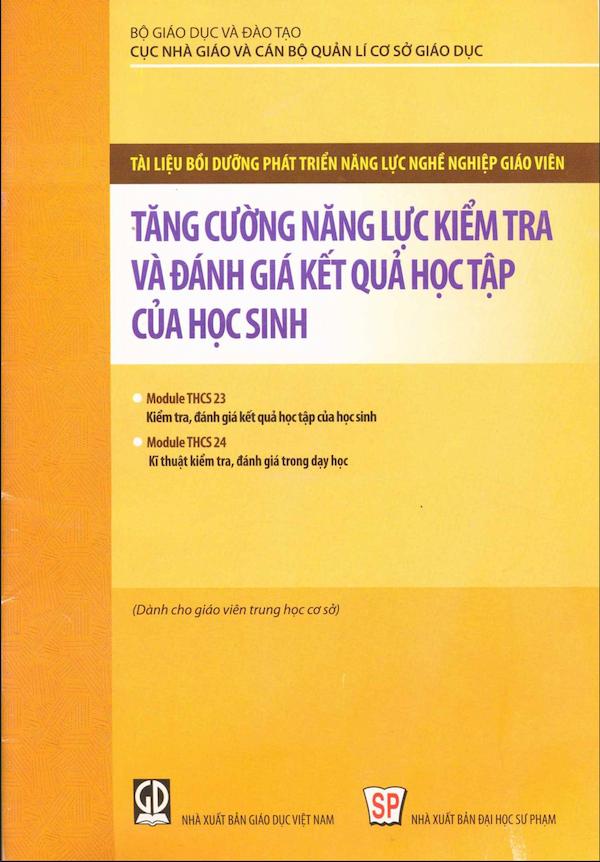 BỘ GIÁO DỤC VÀ ĐÀO TẠO
CỤC NHÀ GIÁO VÀ CÁN BỘ QUẢN LÍ CƠ SỞ GIÁO DỤC
TÀI LIỆU BỒI DƯỠNG PHÁT TRIỂN NĂNG LỰC NGHỀ NGHIỆP GIÁO VIÊN
TĂNG CƯỜNG NĂNG LỰC KIỂM TRA
VÀ ĐÁNH GIÁ KẾT QUẢ HỌC TẬP
CỦA HỌC SINH
Module THCS 23
Kiểm tra, đánh giá kết quả học tập của học sinh
Module THCS 24
Kĩ thuật kiểm tra, đánh giá trong dạy học
(Dành cho giáo viên trung học cơ sở)
GD
NHÀ XUẤT BẢN GIÁO DỤC VIỆT NAM
SP
NHÀ XUẤT BẢN ĐẠI HỌC SƯ PHẠM